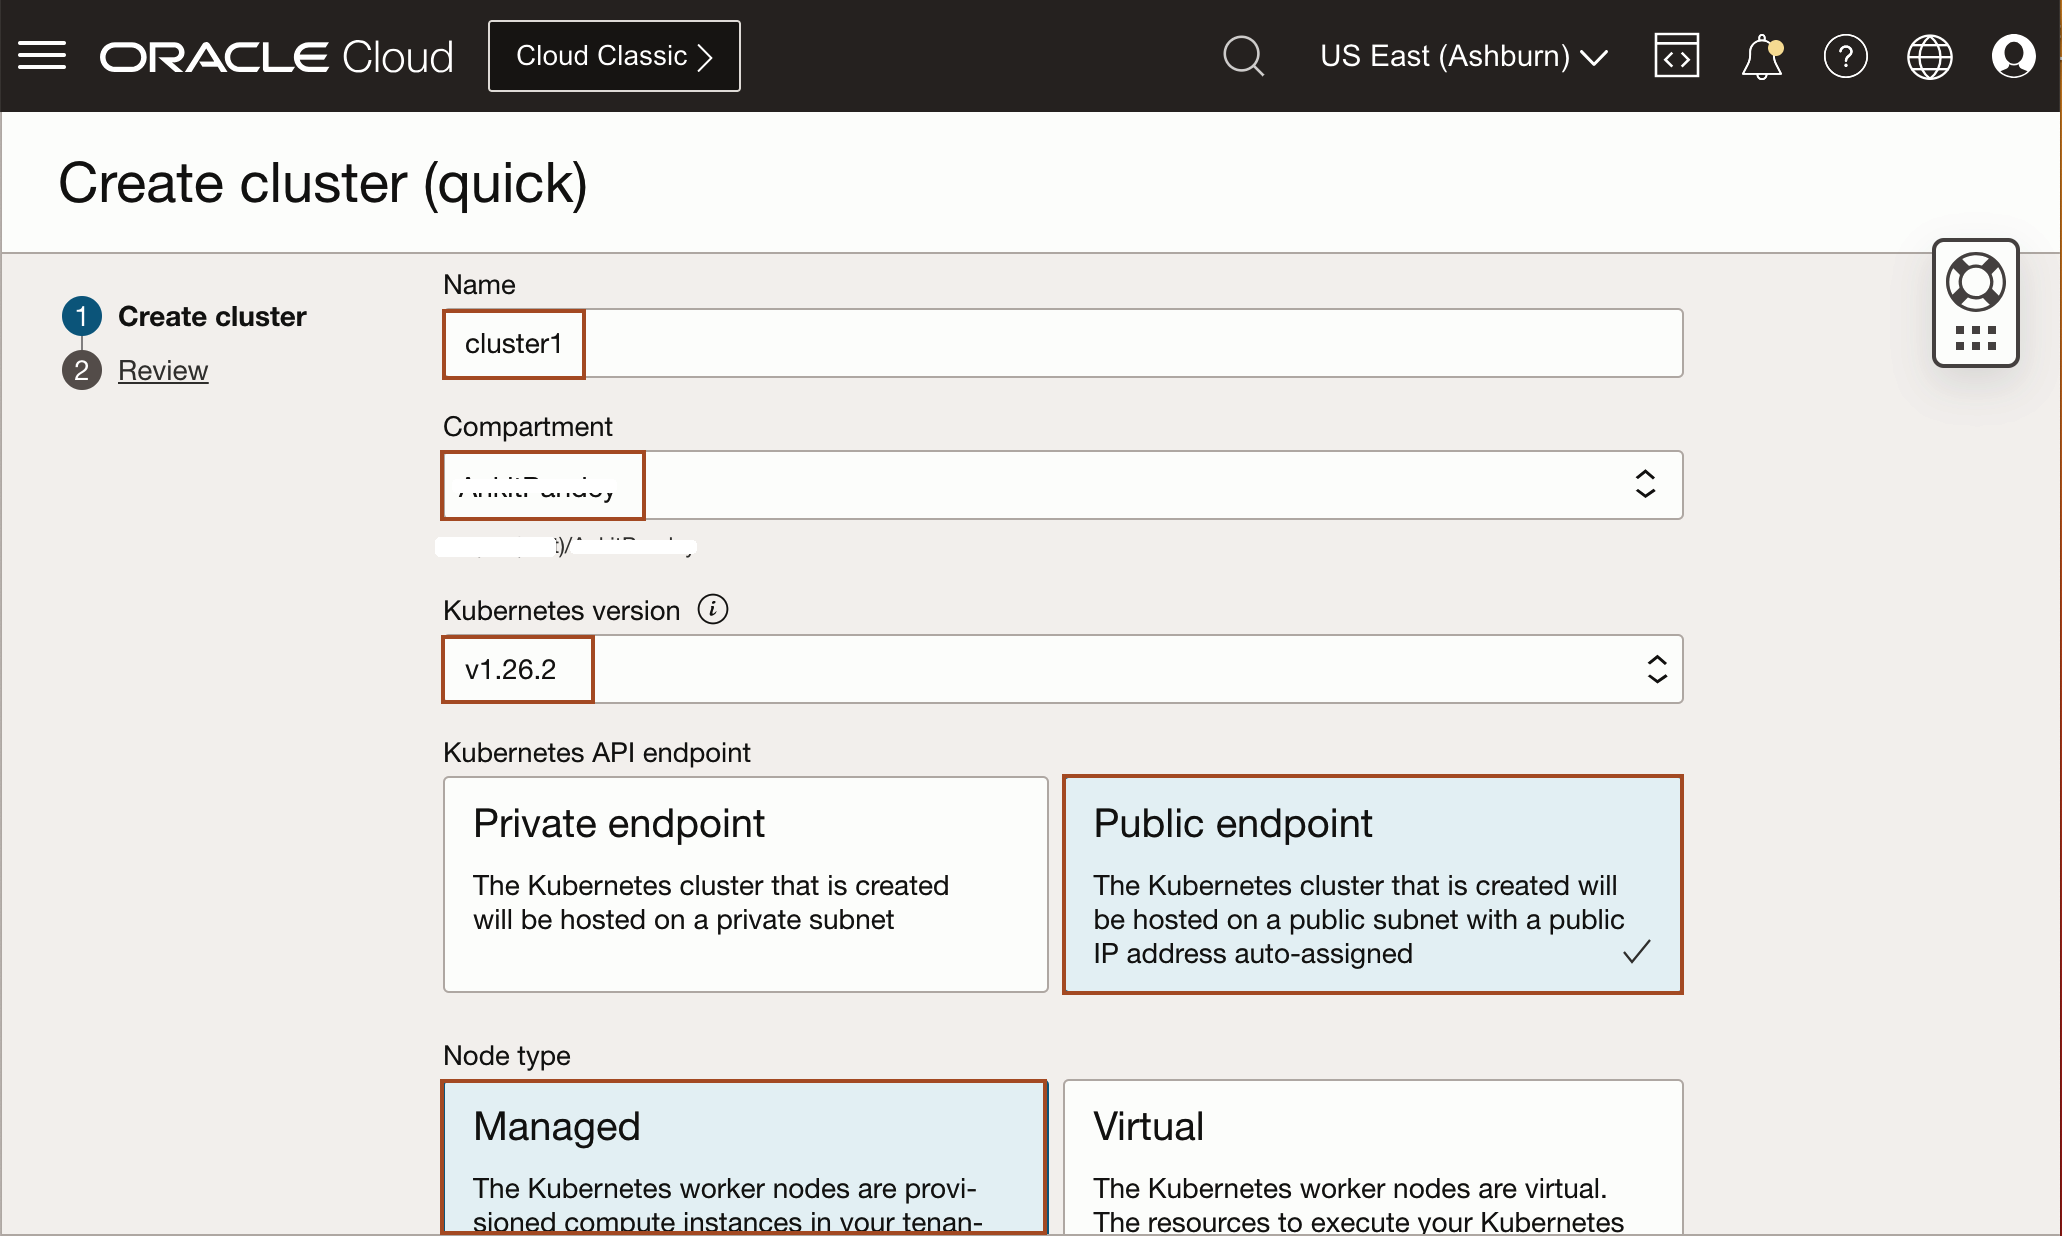 ORACLE Cloud
Cloud Classic
US East (Ashburn)
Create cluster (quick)
1 Create cluster
2 Review
Name
cluster1
Compartment
Kubernetes version
v1.26.2
Kubernetes API endpoint
Private endpoint
The Kubernetes cluster that is created
will be hosted on a private subnet
Public endpoint
The Kubernetes cluster that is created will
be hosted on a public subnet with a public
IP address auto-assigned
Node type
Managed
The Kubernetes worker nodes are provi-
sioned compute instances in your tenan-
Virtual
The Kubernetes worker nodes are virtual.
The resources to execute your Kubernetes